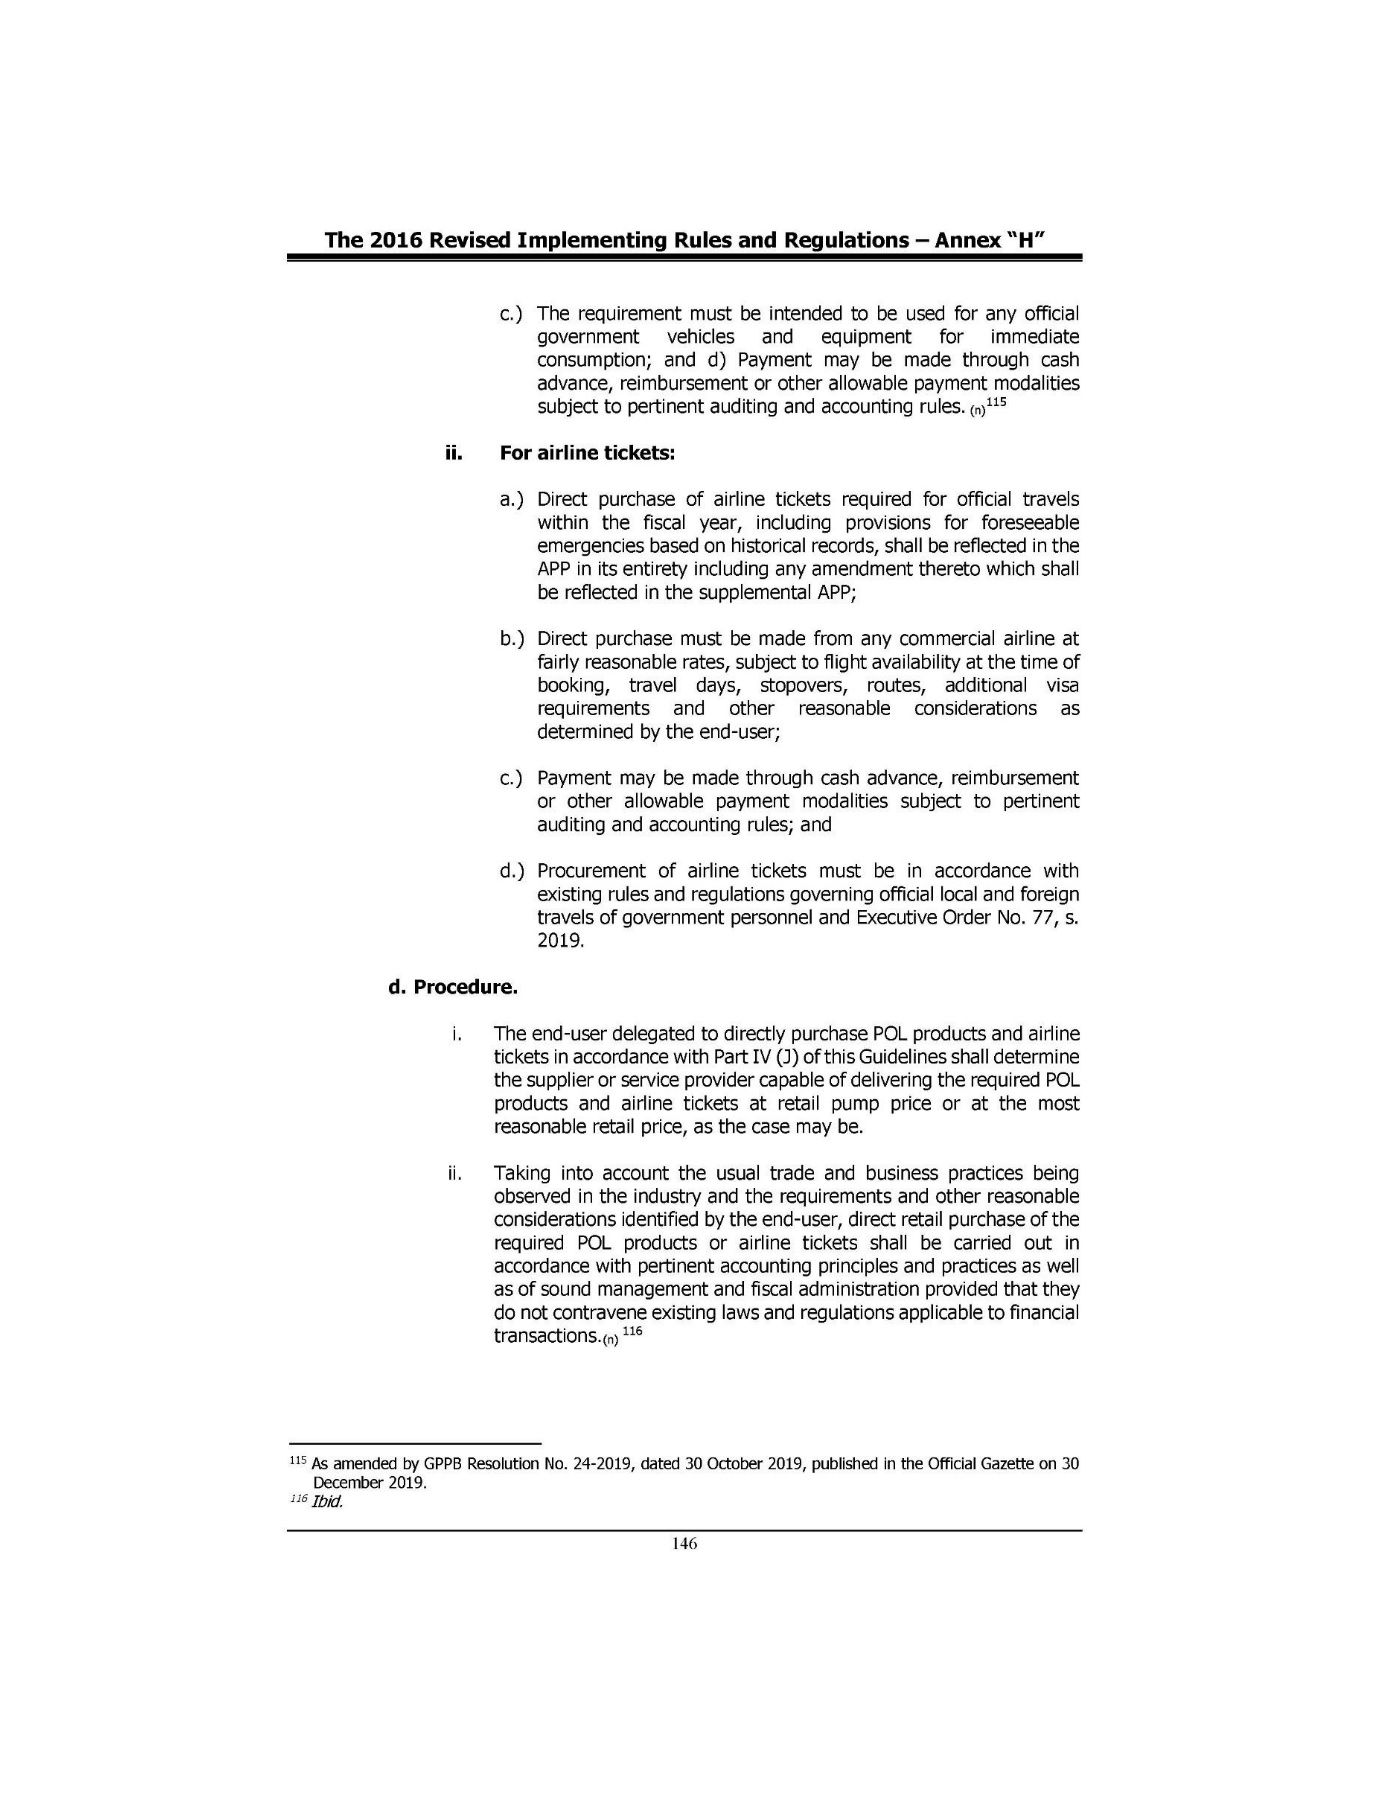 The 2016 Revised Implementing Rules and Regulations – Annex “H”
c.) The requirement must be intended to be used for any official
government vehicles and equipment for immediate
consumption; and d) Payment may be made through cash
advance, reimbursement or other allowable payment modalities
subject to pertinent auditing and accounting rules. (n)115
ii. For airline tickets:
a.) Direct purchase of airline tickets required for official travels
within the fiscal year, including provisions for foreseeable
emergencies based on historical records, shall be reflected in the
APP in its entirety including any amendment thereto which shall
be reflected in the supplemental APP;
b.) Direct purchase must be made from any commercial airline at
fairly reasonable rates, subject to flight availability at the time of
booking, travel days, stopovers, routes, additional visa
requirements and other reasonable considerations as
determined by the end-user;
c.) Payment may be made through cash advance, reimbursement
or other allowable payment modalities subject to pertinent
auditing and accounting rules; and
d.) Procurement of airline tickets must be in accordance with
existing rules and regulations governing official local and foreign
travels of government personnel and Executive Order No. 77, s.
2019.
d. Procedure.
i. The end-user delegated to directly purchase POL products and airline
tickets in accordance with Part IV (J) of this Guidelines shall determine
the supplier or service provider capable of delivering the required POL
products and airline tickets at retail pump price or at the most
reasonable retail price, as the case may be.
ii. Taking into account the usual trade and business practices being
observed in the industry and the requirements and other reasonable
considerations identified by the end-user, direct retail purchase of the
required POL products or airline tickets shall be carried out in
accordance with pertinent accounting principles and practices as well
as of sound management and fiscal administration provided that they
do not contravene existing laws and regulations applicable to financial
transactions.(n) 116
115 As amended by GPPB Resolution No. 24-2019, dated 30 October 2019, published in the Official Gazette on 30
December 2019.
116 Ibid.
146